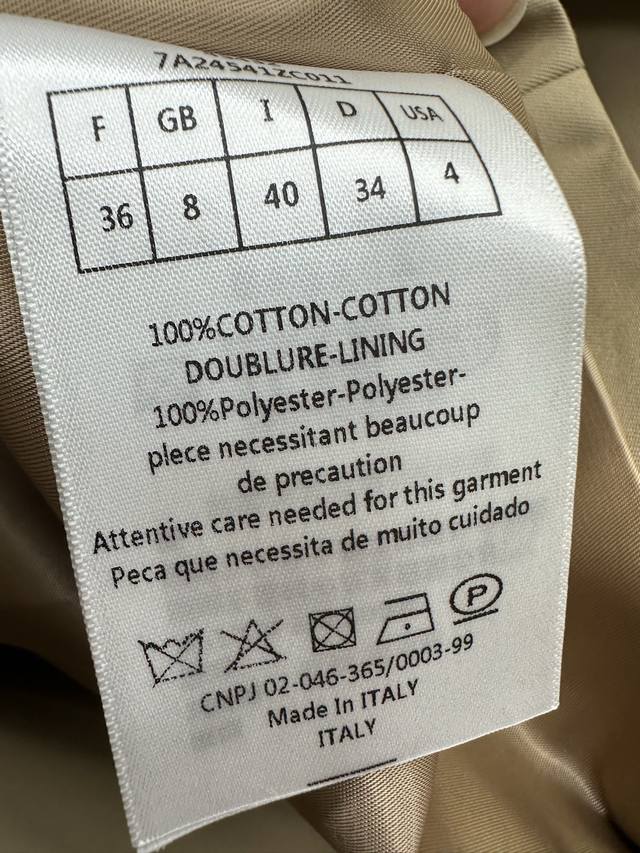 7A24541ZC011
F GB I D USA
36 8 40 34 4
100%COTTON-COTTON
DOUBLURE-LINING
100%Polyester-Polyester-
plece necessitant beaucoup
de precaution
Attentive care needed for this garment
Peca que necessita de muito cuidado
P
CNPJ 02-046-365/0003-99
Made In ITALY
ITALY